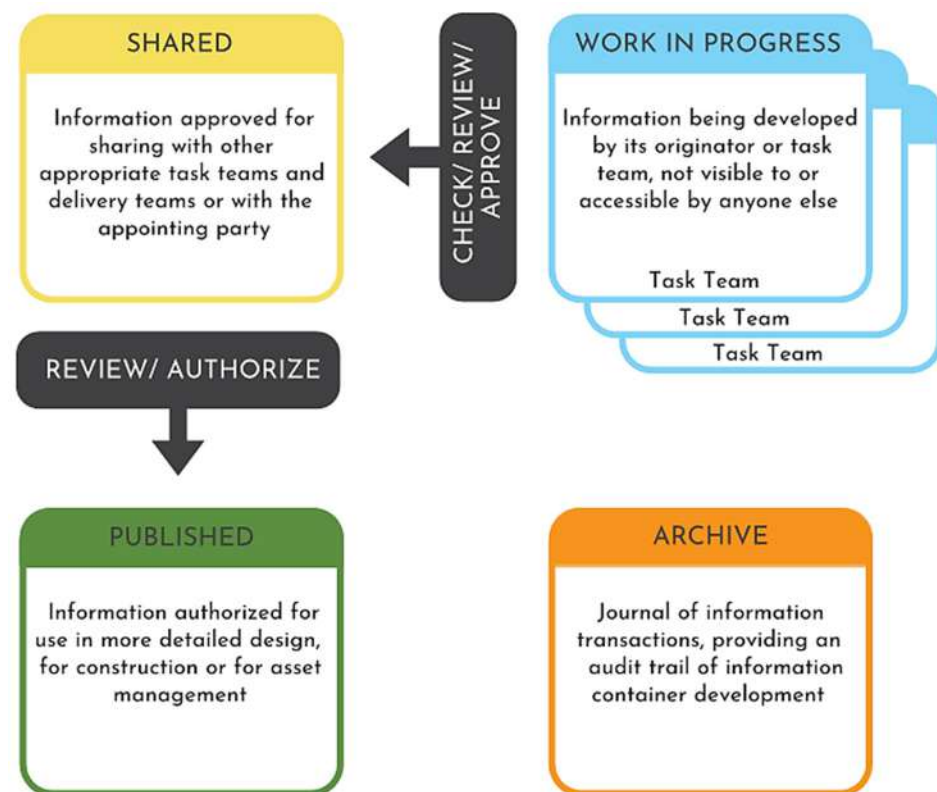 SHARED
Information approved for
sharing with other
appropriate task teams and
delivery teams or with the
appointing party
CHECK/ REVIEW/
APPROVE
WORK IN PROGRESS
Information being developed
by its originator or task
team, not visible to or
accessible by anyone else
Task Team
Task Team
Task Team
REVIEW/ AUTHORIZE
PUBLISHED
Information authorized for
use in more detailed design,
for construction or for asset
management
ARCHIVE
Journal of information
transactions, providing an
audit trail of information
container development